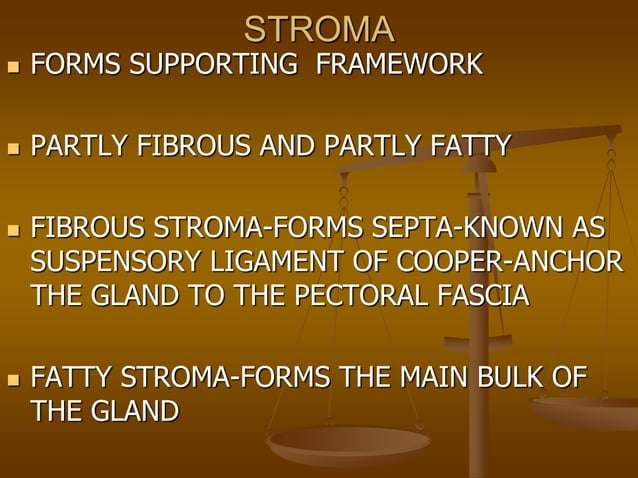 STROMA
FORMS SUPPORTING FRAMEWORK
PARTLY FIBROUS AND PARTLY FATTY
FIBROUS STROMA-FORMS SEPTA-KNOWN AS
SUSPENSORY LIGAMENT OF COOPER-ANCHOR
THE GLAND TO THE PECTORAL FASCIA
FATTY STROMA-FORMS THE MAIN BULK OF
THE GLAND